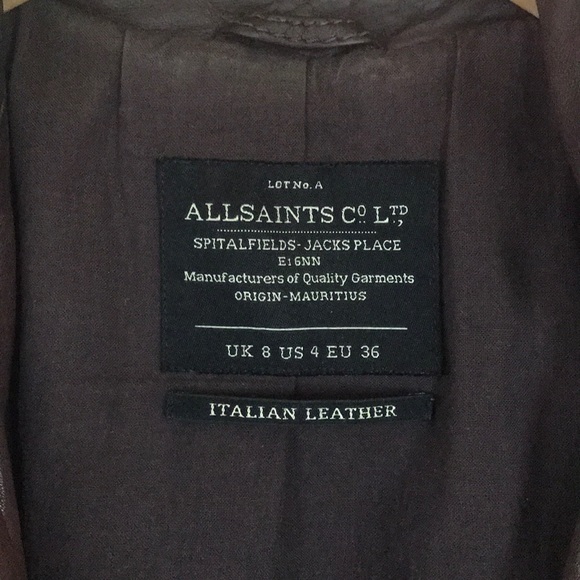 LOT No. A
ALLSAINTS Cº LTD,
SPITALFIELDS-JACKS PLACE
E16NN
Manufacturers of Quality Garments
ORIGIN-MAURITIUS
UK 8 US 4 EU 36
ITALIAN LEATHER